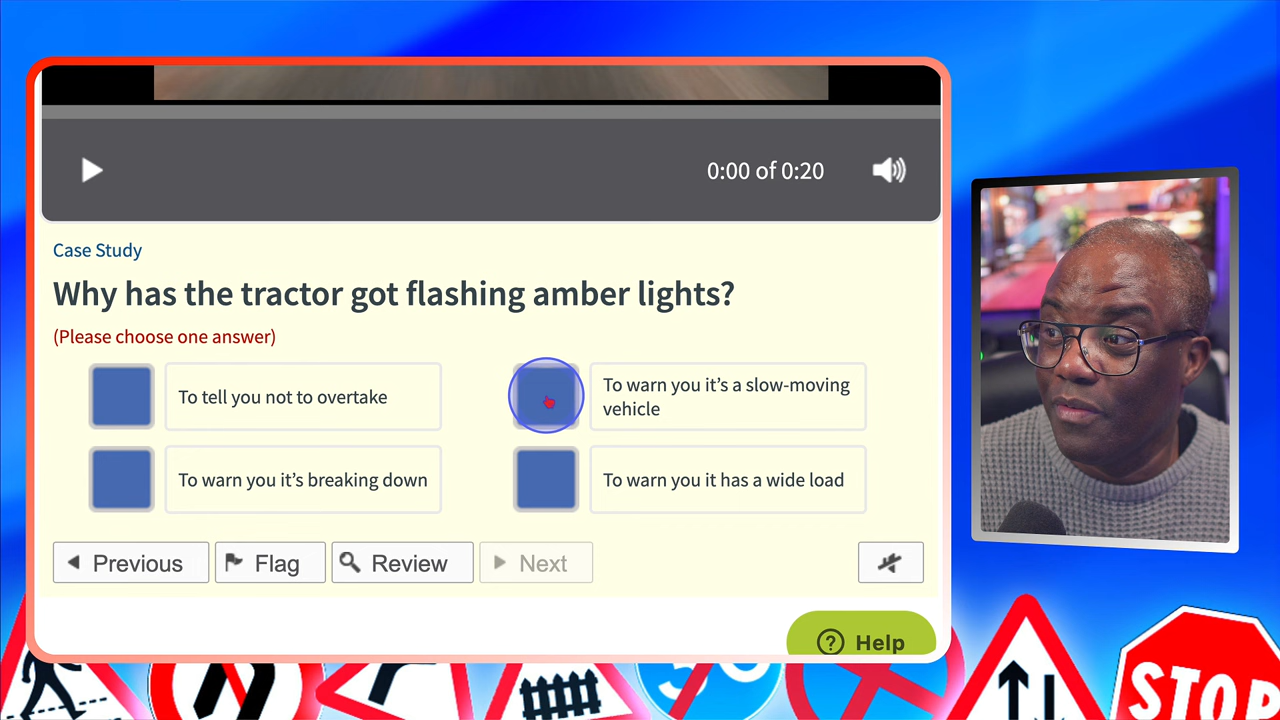 0:00 of 0:20
Case Study
Why has the tractor got flashing amber lights?
(Please choose one answer)
To tell you not to overtake
To warn you it's a slow-moving
vehicle
To warn you it's breaking down
To warn you it has a wide load
Previous
Flag
Review
Next
? Help
STOP